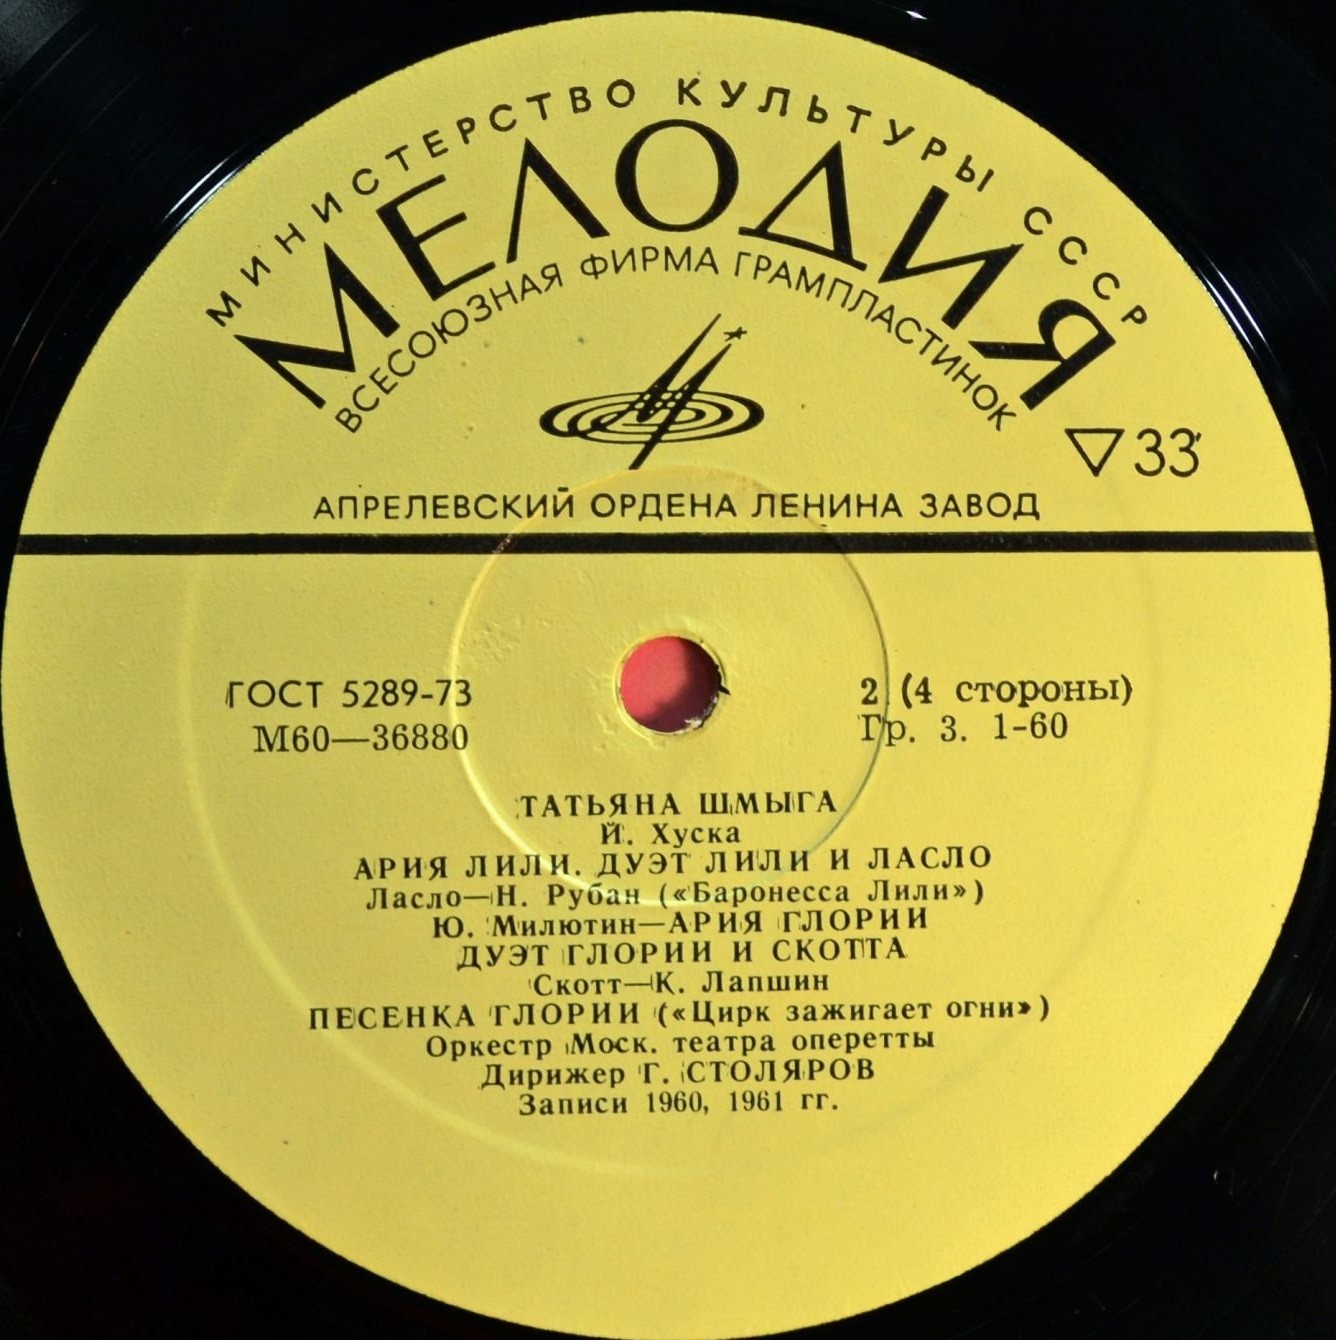 МИНИСТЕРСТВО КУЛЬТУРЫ СССР
МЕЛОДИЯ
ВСЕСОЮЗНАЯ ФИРМА ГРАМПЛАСТИНОК
▽33
АПРЕЛЕВСКИЙ ОРДЕНА ЛЕНИНА ЗАВОД
ГОСТ 5289-73
М60—36880
2 (4 стороны)
Гр. 3. 1-60
ТАТЬЯНА ШМЫГА
Й. Хуска
АРИЯ ЛИЛИ. ДУЭТ ЛИЛИ И ЛАСЛО
Ласло—Н. Рубан («Баронесса Лили»)
Ю. Милютин—АРИЯ ГЛОРИИ
ДУЭТ ГЛОРИИ И СКОТТА
Скотт—К. Лапшин
ПЕСЕНКА ГЛОРИИ («Цирк зажигает огни»)
Оркестр Моск. театра оперетты
Дирижер Г. СТОЛЯРОВ
Записи 1960, 1961 гг.